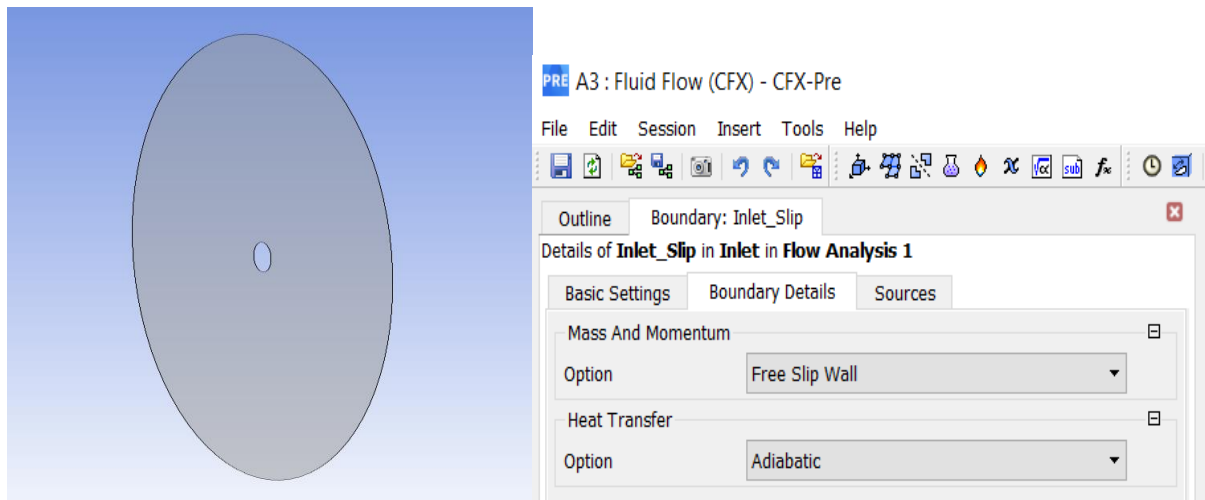 PRE A3 : Fluid Flow (CFX) - CFX-Pre
File Edit Session Insert Tools Help
√α sub fx
Outline Boundary: Inlet_Slip
Details of Inlet_Slip in Inlet in Flow Analysis 1
Basic Settings Boundary Details Sources
Mass And Momentum
Option Free Slip Wall
Heat Transfer
Option Adiabatic